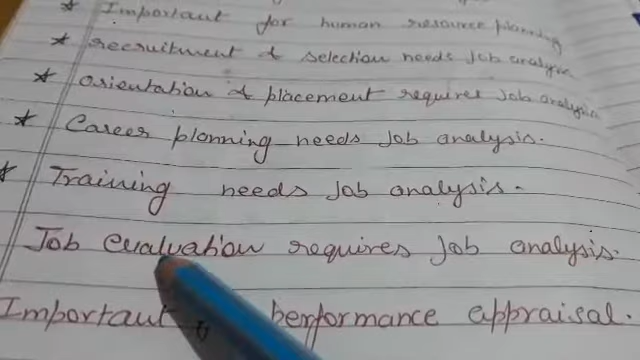 * Important for human resource planning
* recruitment & selection needs Job analysis
* orientation & placement requires Job analysis
* Career planning needs Job analysis.
* Training needs Job analysis.
Job evaluation requires Job analysis.
Important performance appraisal.